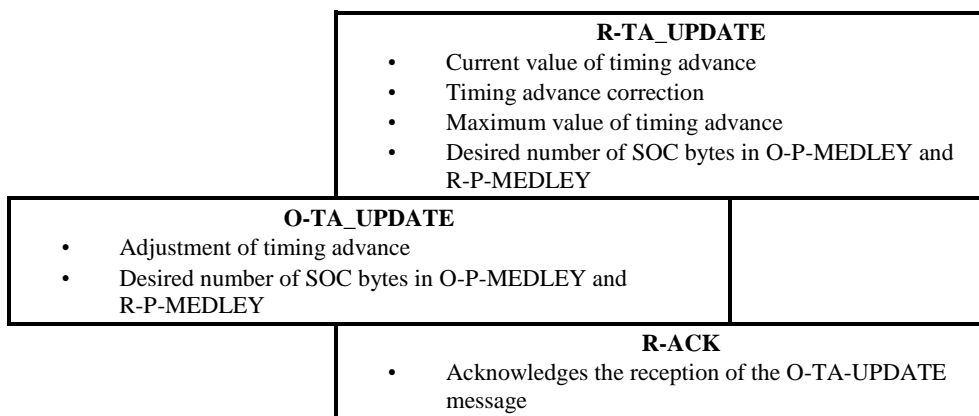 R-TA_UPDATE
• Current value of timing advance
• Timing advance correction
• Maximum value of timing advance
• Desired number of SOC bytes in O-P-MEDLEY and
R-P-MEDLEY
O-TA_UPDATE
• Adjustment of timing advance
• Desired number of SOC bytes in O-P-MEDLEY and
R-P-MEDLEY
R-ACK
• Acknowledges the reception of the O-TA-UPDATE
message